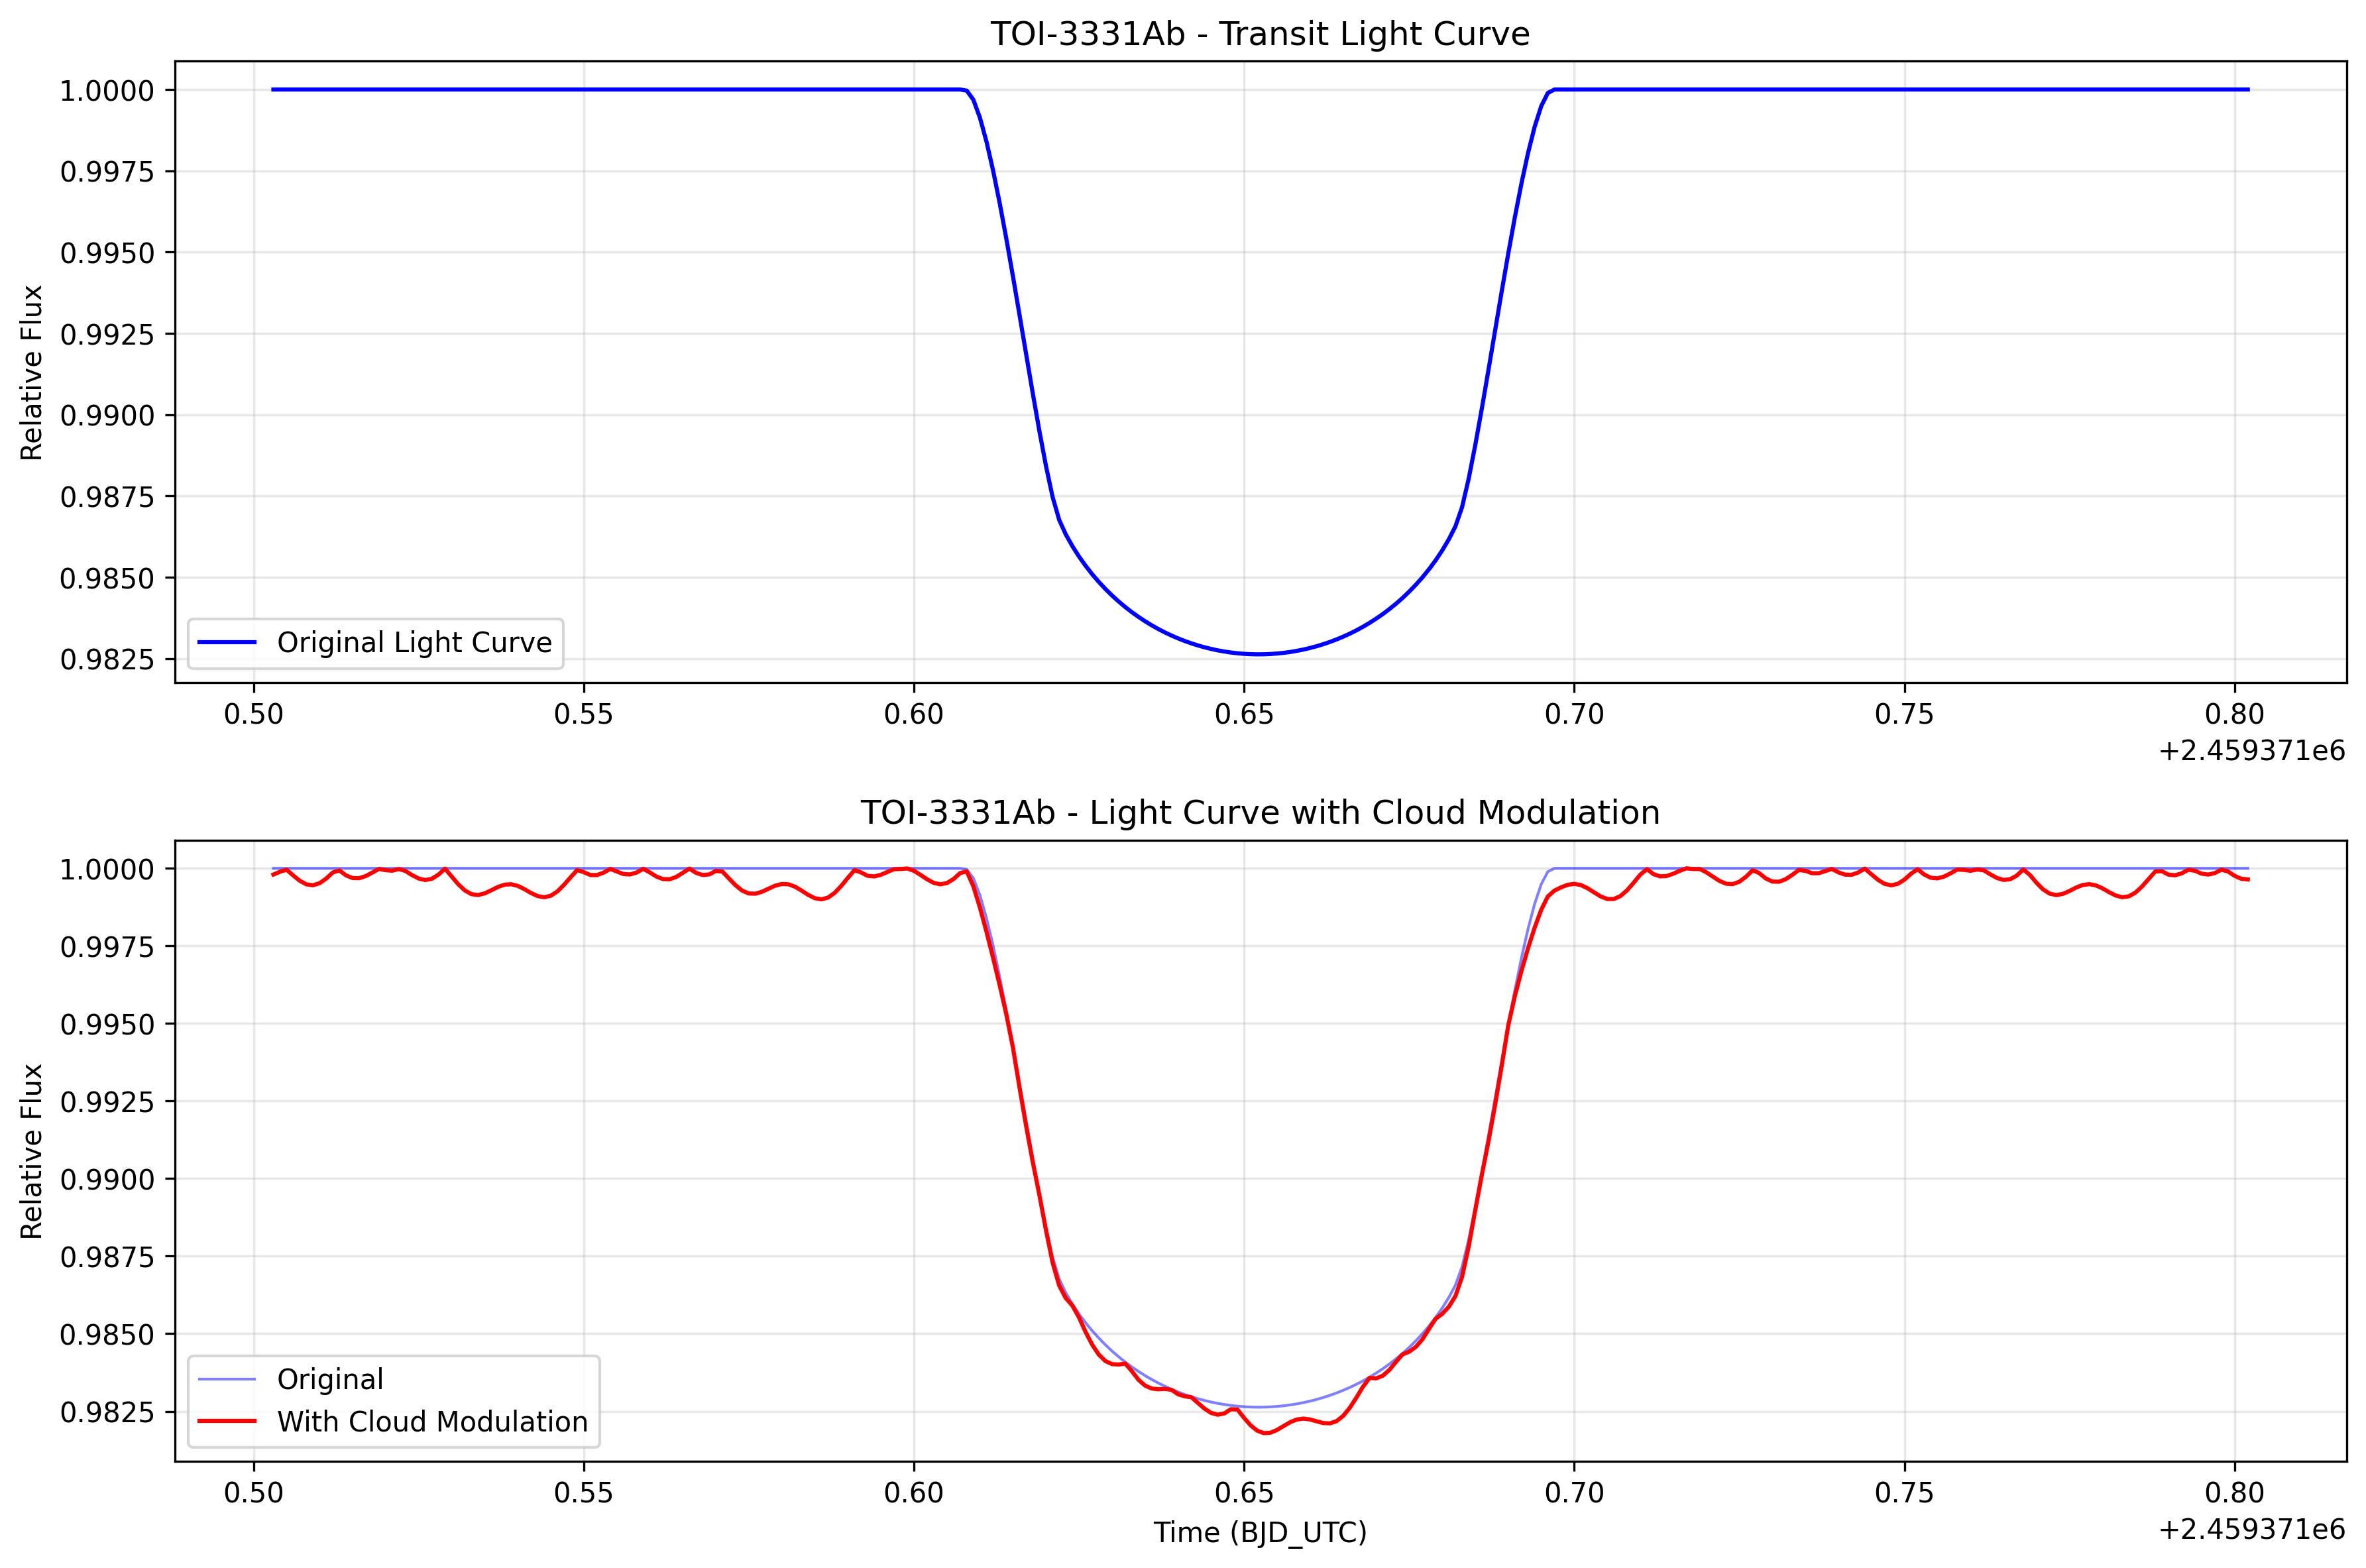 TOI-3331Ab - Transit Light Curve
Relative Flux
1.0000
0.9975
0.9950
0.9925
0.9900
0.9875
0.9850
0.9825
Original Light Curve
0.50 0.55 0.60 0.65 0.70 0.75 0.80
+2.459371e6
TOI-3331Ab - Light Curve with Cloud Modulation
Relative Flux
1.0000
0.9975
0.9950
0.9925
0.9900
0.9875
0.9850
0.9825
Original
With Cloud Modulation
0.50 0.55 0.60 0.65 0.70 0.75 0.80
Time (BJD_UTC)
+2.459371e6